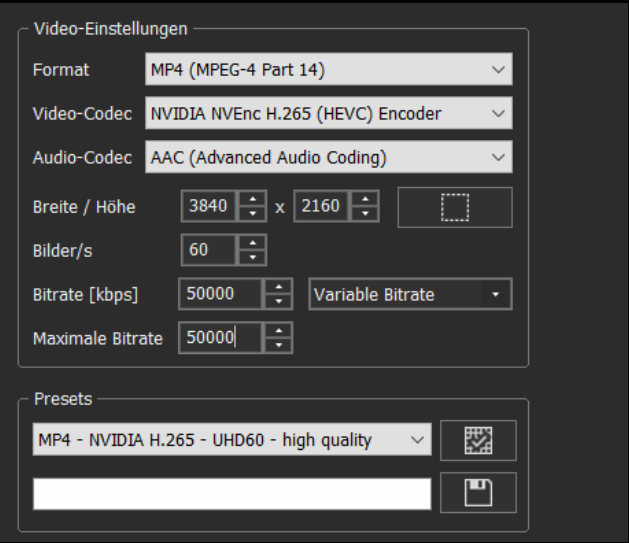 Video-Einstellungen
Format MP4 (MPEG-4 Part 14)
Video-Codec NVIDIA NVEnc H.265 (HEVC) Encoder
Audio-Codec AAC (Advanced Audio Coding)
Breite / Höhe 3840 x 2160
Bilder/s 60
Bitrate [kbps] 50000 Variable Bitrate
Maximale Bitrate 50000
Presets
MP4 - NVIDIA H.265 - UHD60 - high quality